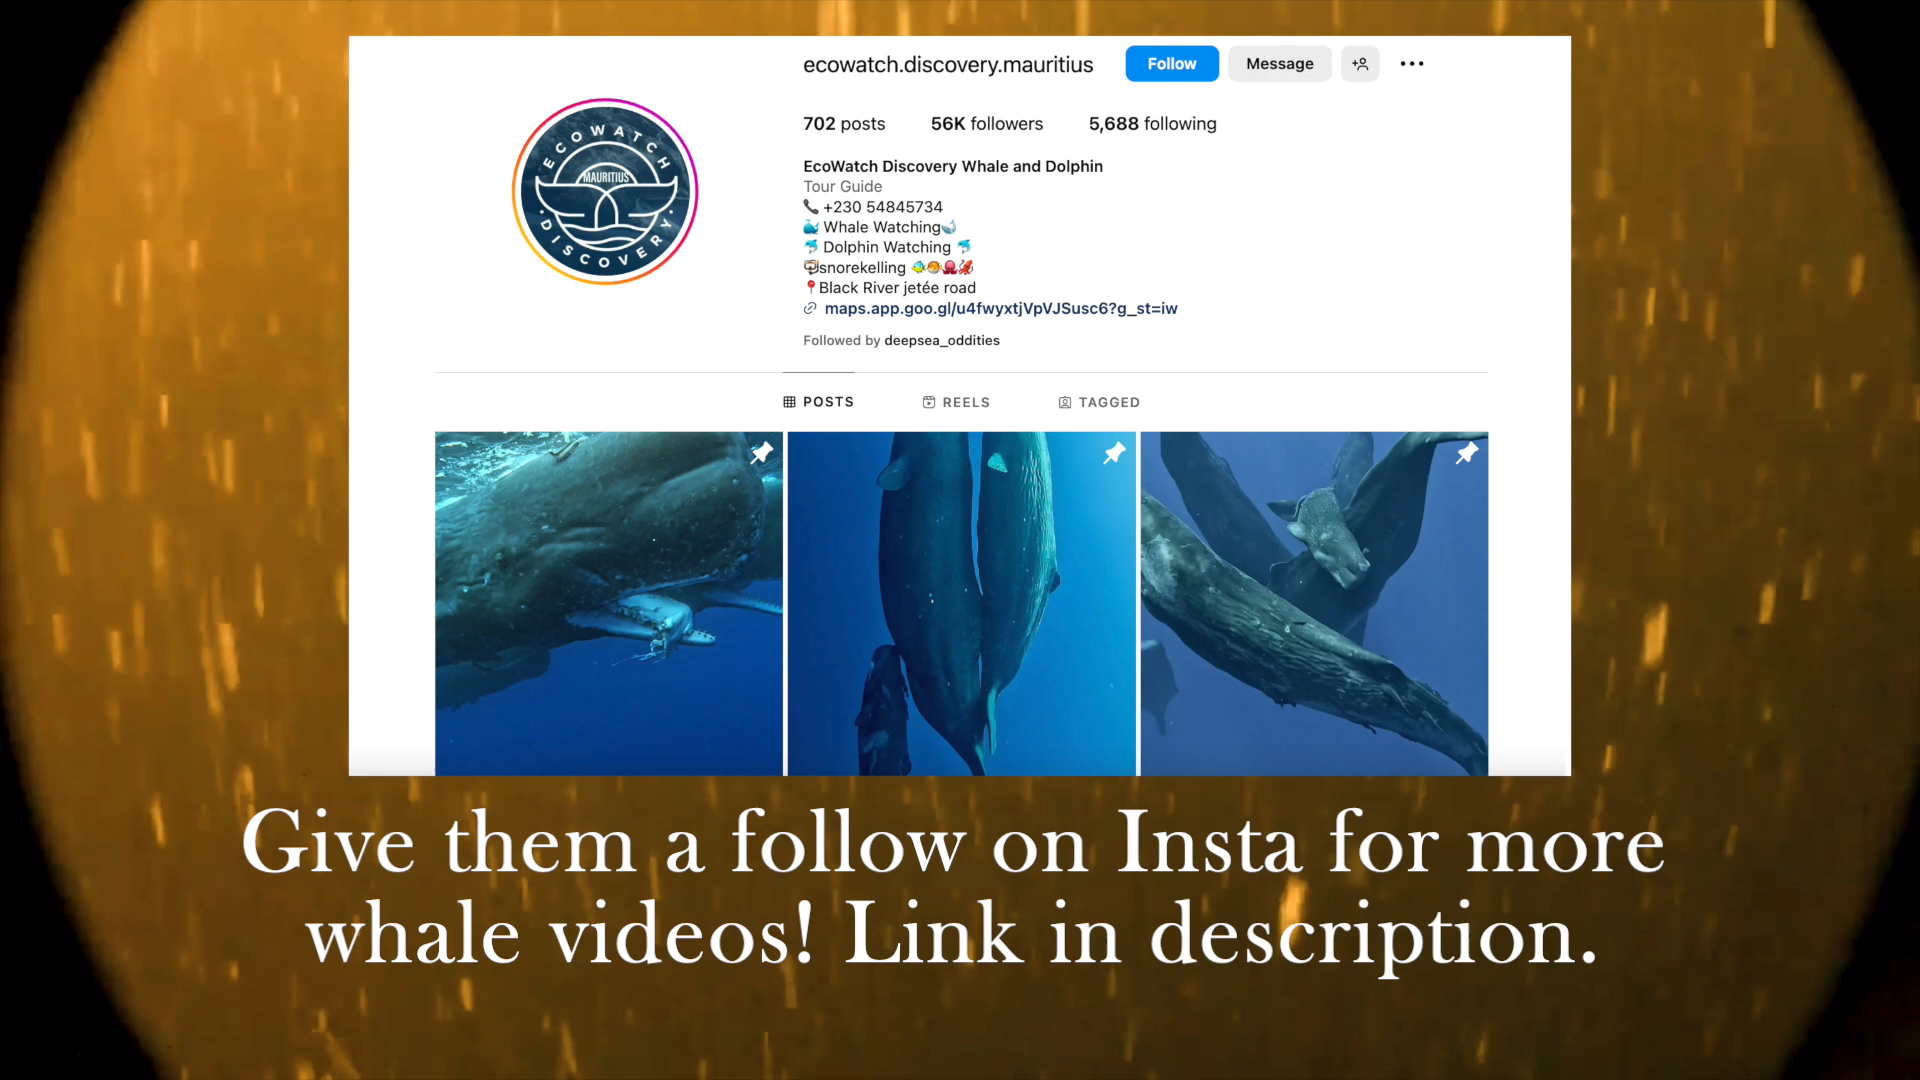 ecowatch.discovery.mauritius Follow Message
702 posts 56K followers 5,688 following
ECOWATCH
MAURITIUS
DISCOVERY
EcoWatch Discovery Whale and Dolphin
Tour Guide
📞 +230 54845734
🐳 Whale Watching🐋
🐬 Dolphin Watching 🐬
🤿snorekelling 🐠🐡🐙🦐
📍Black River jetée road
maps.app.goo.gl/u4fwyxtjVpVJSusc6?g_st=iw
Followed by deepsea_oddities
POSTS REELS TAGGED
Give them a follow on Insta for more
whale videos! Link in description.